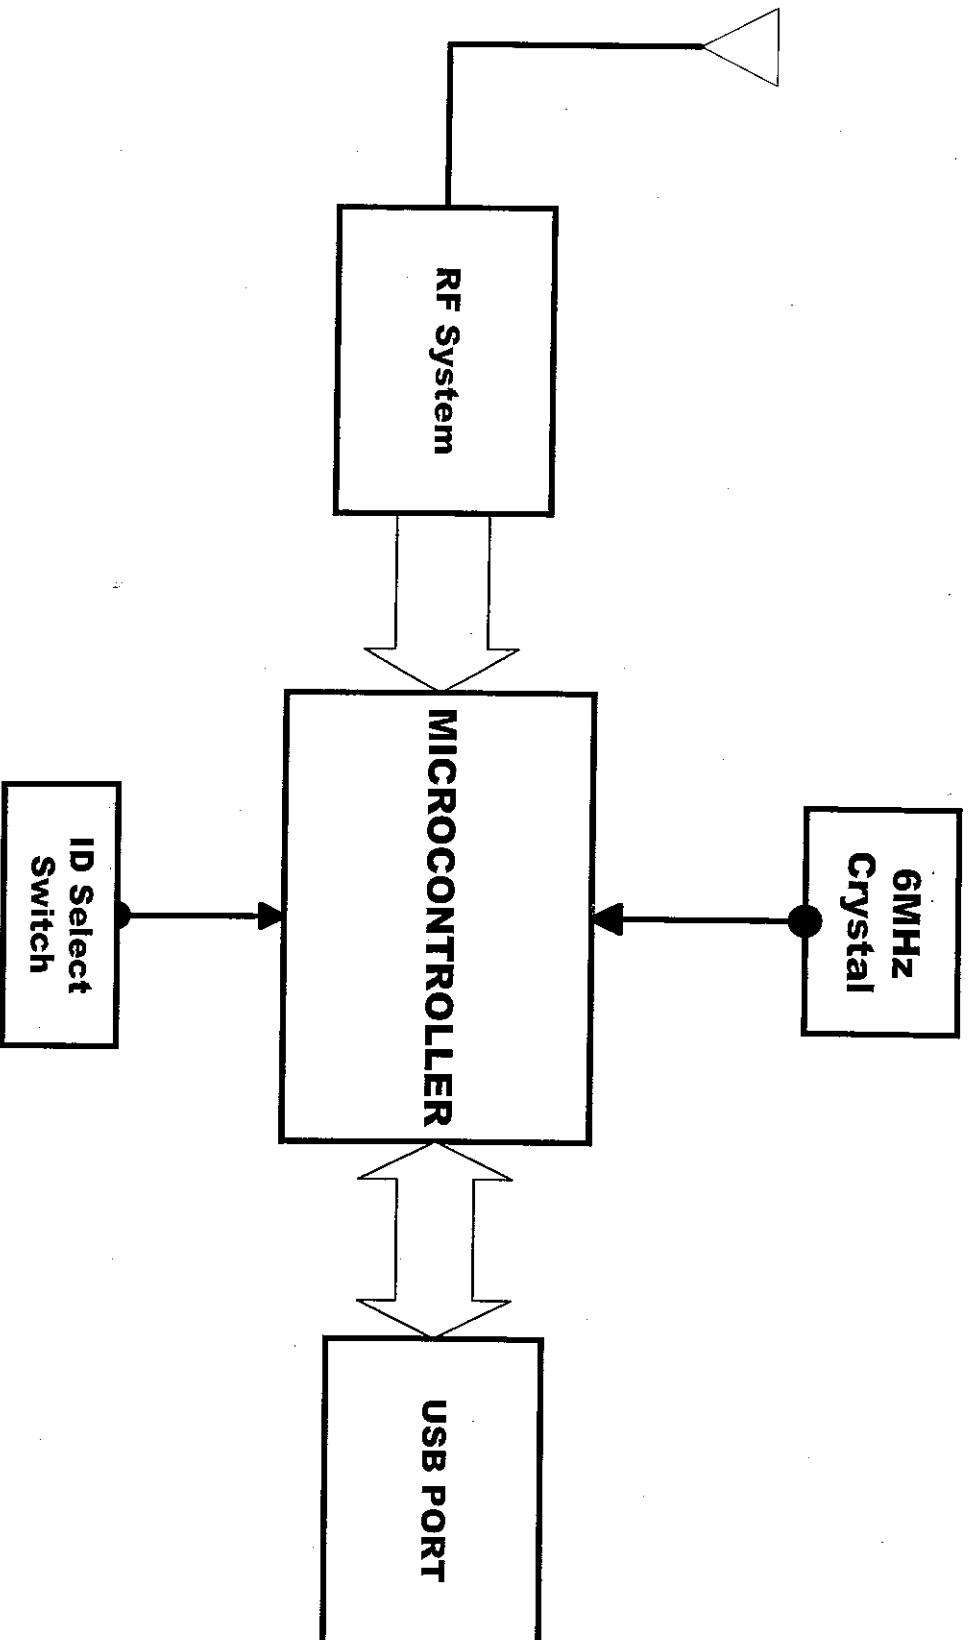 6MHz
Crystal
RF System
MICROCONTROLLER
USB PORT
ID Select
Switch